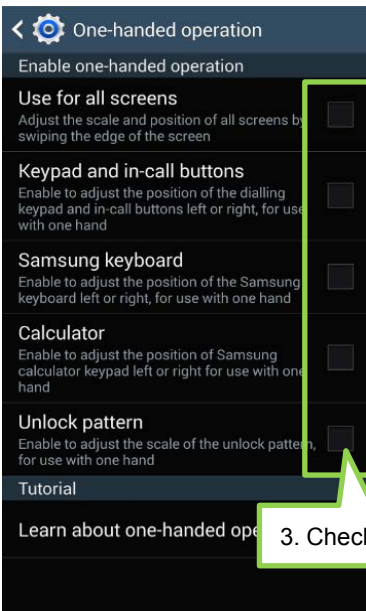 One-handed operation
Enable one-handed operation
Use for all screens
Adjust the scale and position of all screens by
swiping the edge of the screen
Keypad and in-call buttons
Enable to adjust the position of the dialling
keypad and in-call buttons left or right, for use
with one hand
Samsung keyboard
Enable to adjust the position of the Samsung
keyboard left or right, for use with one hand
Calculator
Enable to adjust the position of Samsung
calculator keypad left or right for use with one
hand
Unlock pattern
Enable to adjust the scale of the unlock pattern,
for use with one hand
Tutorial
Learn about one-handed ope
3. Check